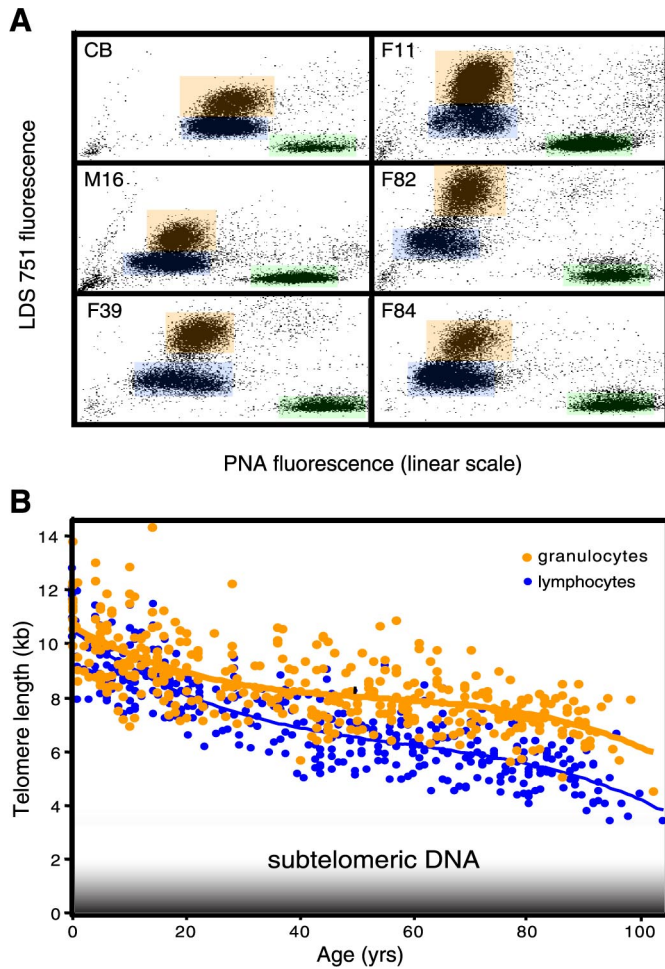 A
CB
F11
M16
F82
F39
F84
LDS 751 fluorescence
PNA fluorescence (linear scale)
B
14
12
10
8
6
4
2
0
Telomere length (kb)
granulocytes
lymphocytes
subtelomeric DNA
0 20 40 60 80 100
Age (yrs)